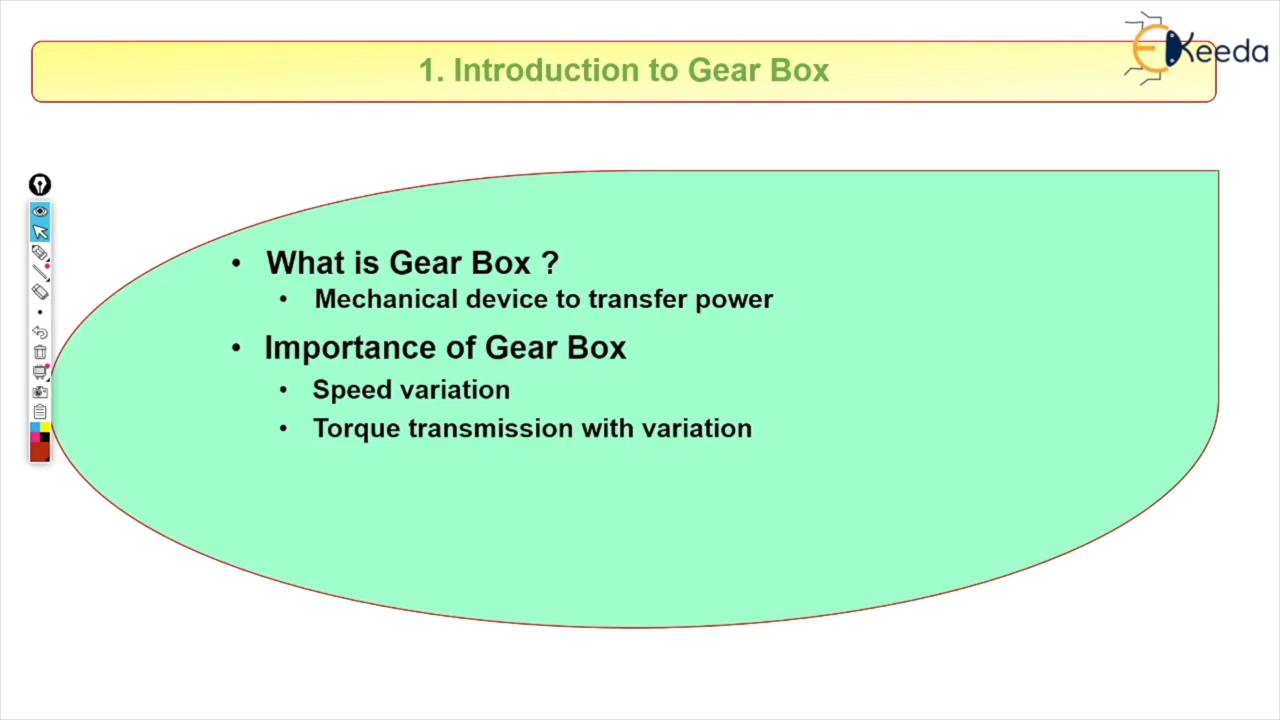 EKeeda
1. Introduction to Gear Box
• What is Gear Box ?
• Mechanical device to transfer power
• Importance of Gear Box
• Speed variation
• Torque transmission with variation